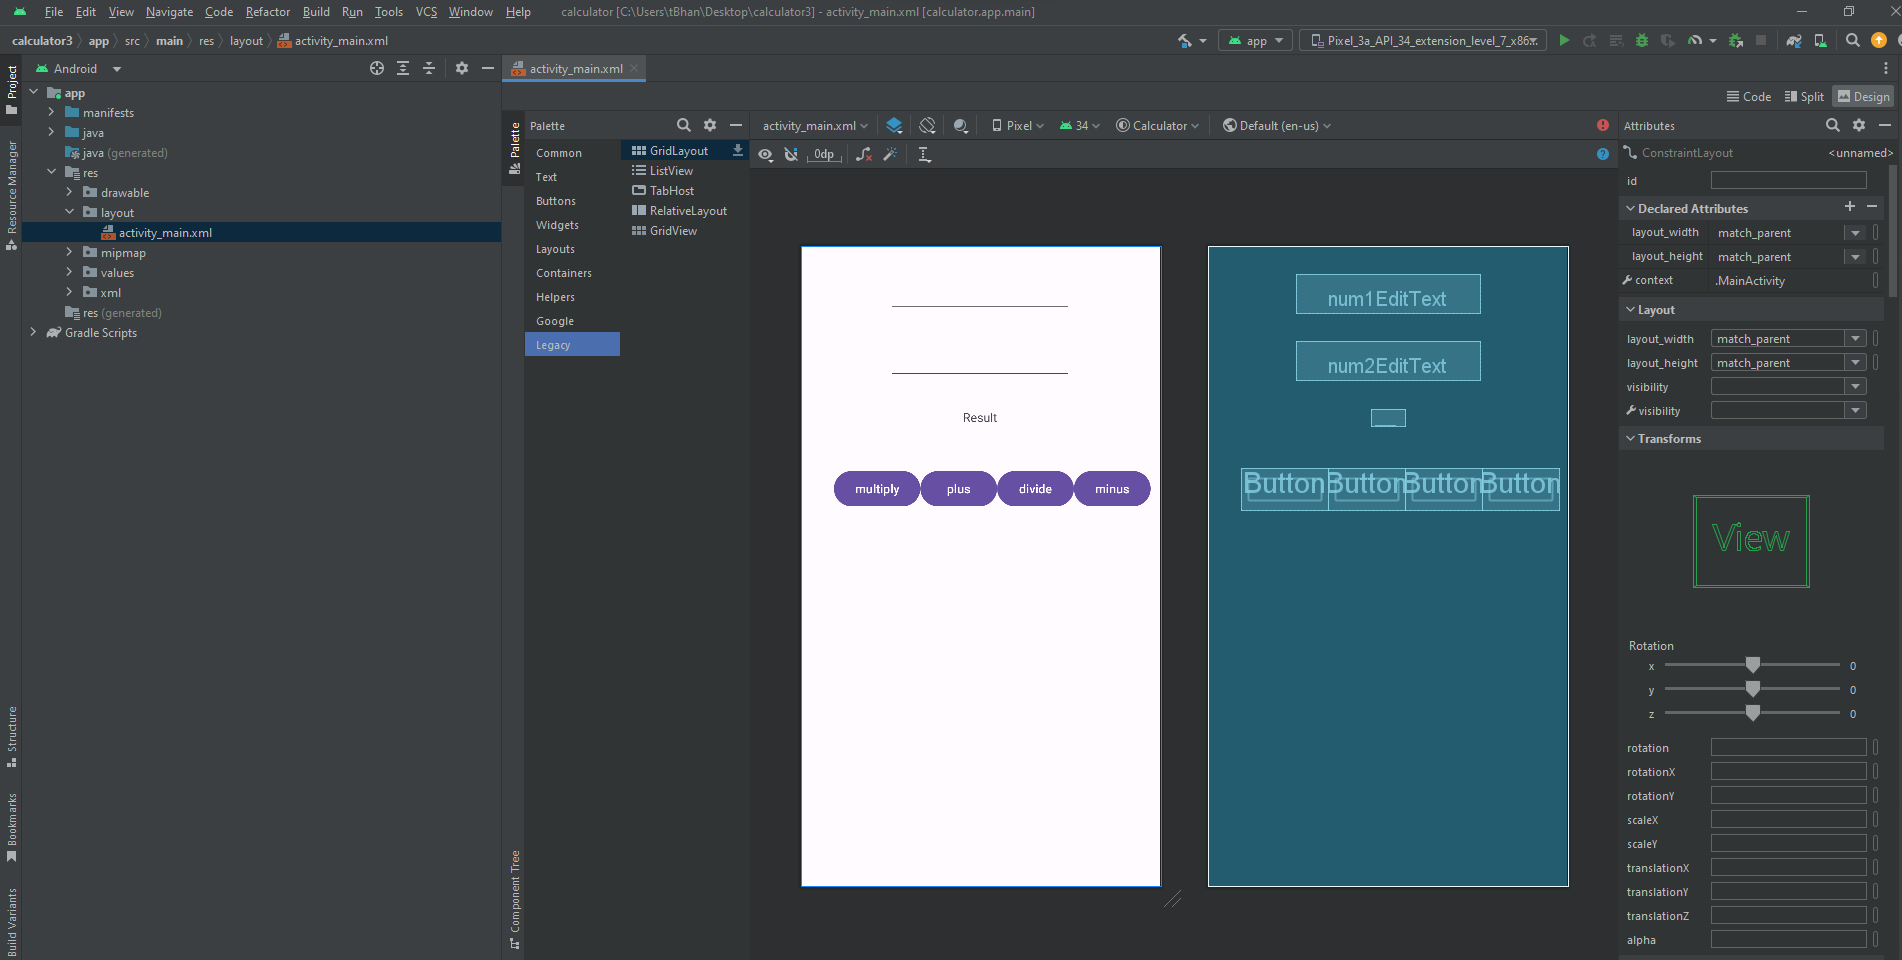 File Edit View Navigate Code Refactor Build Run Tools VCS Window Help calculator [C:\Users\tBhan\Desktop\calculator3] - activity_main.xml [calculator.app.main]
calculator3 app src main res layout activity_main.xml app Pixel_3a_API_34_extension_level_7_x86...
Project
Resource Manager
Structure
Bookmarks
Build Variants
Android
app
manifests
java
java (generated)
res
drawable
layout
activity_main.xml
mipmap
values
xml
res (generated)
Gradle Scripts
activity_main.xml
Code Split Design
Palette
Component Tree
Palette
Common
Text
Buttons
Widgets
Layouts
Containers
Helpers
Google
Legacy
GridLayout
ListView
TabHost
RelativeLayout
GridView
activity_main.xml Pixel 34 Calculator Default (en-us)
0dp
Result
multiply plus divide minus
num1EditText
num2EditText
Button Button Button Button
Attributes
ConstraintLayout <unnamed>
id
Declared Attributes
layout_width match_parent
layout_height match_parent
context .MainActivity
Layout
layout_width match_parent
layout_height match_parent
visibility
visibility
Transforms
View
Rotation
x 0
y 0
z 0
rotation
rotationX
rotationY
scaleX
scaleY
translationX
translationY
translationZ
alpha